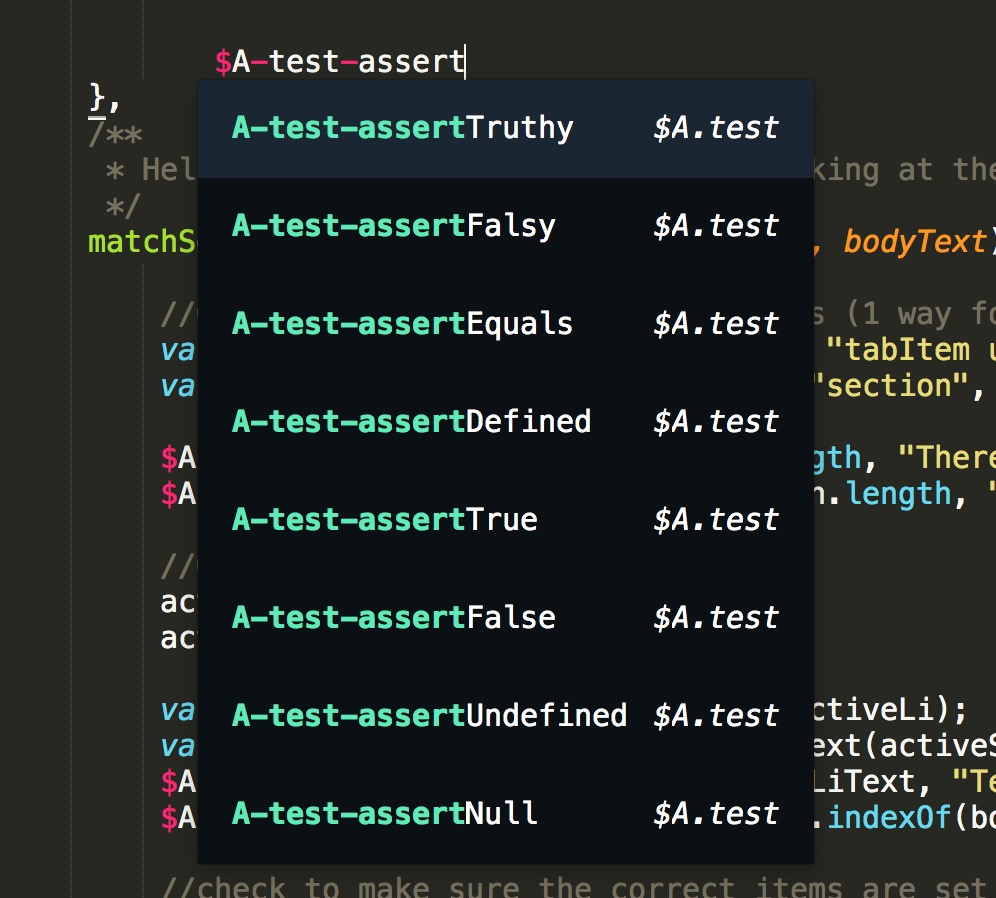 $A-test-assert
},
A-test-assertTruthy $A.test
/**
* Hel king at the
A-test-assertFalsy $A.test
*/
matchS , bodyText)
// s (1 way fo
A-test-assertEquals $A.test
va "tabItem u
va "section",
A-test-assertDefined $A.test
$A gth, "There
$A n.length, "
A-test-assertTrue $A.test
//
ac
A-test-assertFalse $A.test
ac
va ctiveLi);
A-test-assertUndefined $A.test
va ext(activeS
$A LiText, "Te
$A .indexOf(bo
A-test-assertNull $A.test
//check to make sure the correct items are set